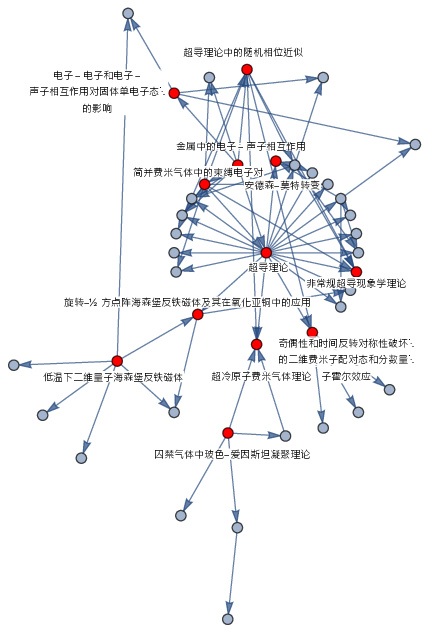 超导理论中的随机相位近似
电子－电子和电子－
声子相互作用对固体单电子态⋱
的影响
金属中的电子－声子相互作用
简并费米气体中的束缚电子对
安德森－莫特转变
超导理论
非常规超导现象学理论
旋转－½ 方点阵海森堡反铁磁体及其在氧化亚铜中的应用
奇偶性和时间反转对称性破坏⋱
的二维费米子配对态和分数量⋱
子霍尔效应
超冷原子费米气体理论
低温下二维量子海森堡反铁磁体
囚禁气体中玻色－爱因斯坦凝聚理论